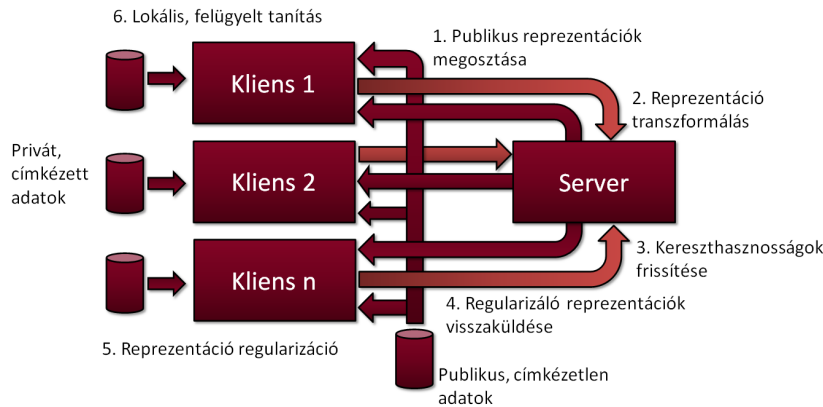 6. Lokális, felügyelt tanítás
1. Publikus reprezentációk
megosztása
Kliens 1
2. Reprezentáció
transzformálás
Privát,
címkézett
adatok
Kliens 2
Server
3. Kereszthasznosságok
frissítése
Kliens n
4. Regularizáló reprezentációk
visszaküldése
5. Reprezentáció regularizáció
Publikus, címkézetlen
adatok